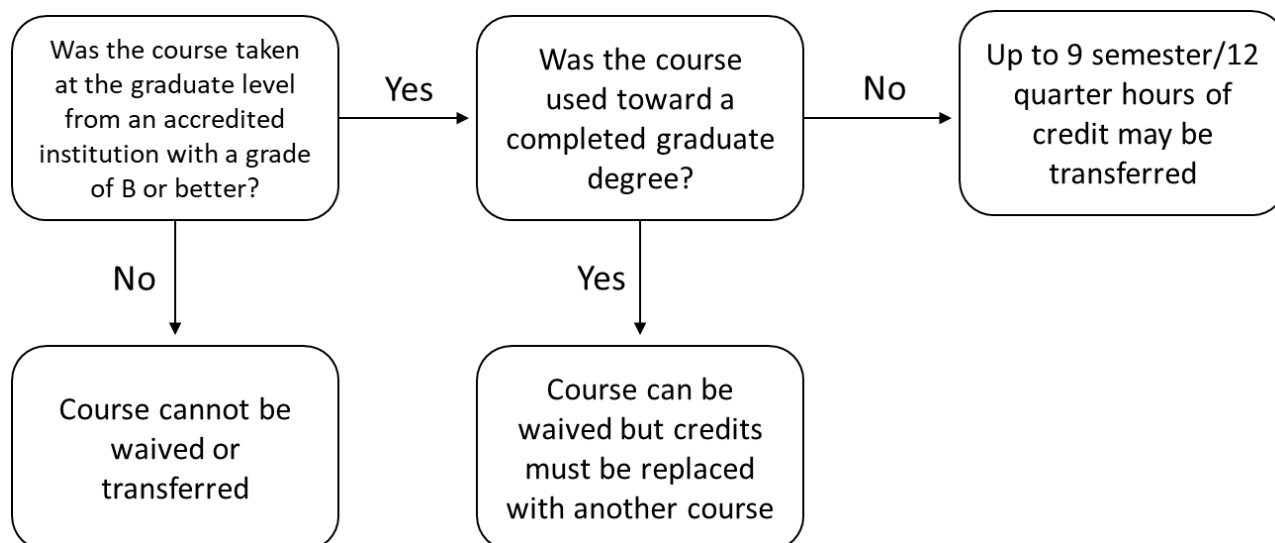 Was the course taken
at the graduate level
from an accredited
institution with a grade
of B or better?
Yes
Was the course
used toward a
completed graduate
degree?
No
Up to 9 semester/12
quarter hours of
credit may be
transferred
No
Yes
Course cannot be
waived or
transferred
Course can be
waived but credits
must be replaced
with another course